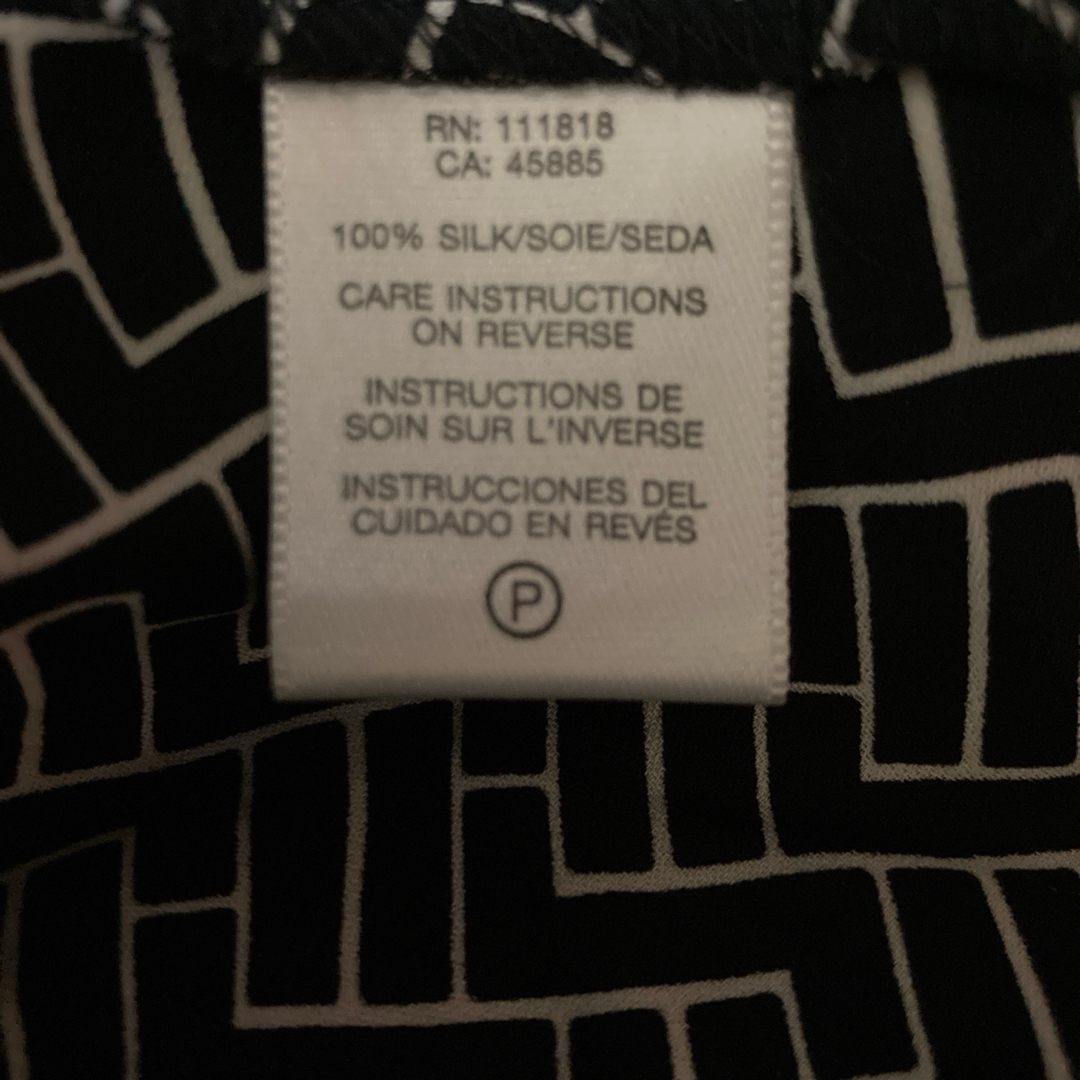 RN: 111818
CA: 45885
100% SILK/SOIE/SEDA
CARE INSTRUCTIONS
ON REVERSE
INSTRUCTIONS DE
SOIN SUR L'INVERSE
INSTRUCCIONES DEL
CUIDADO EN REVÉS
P